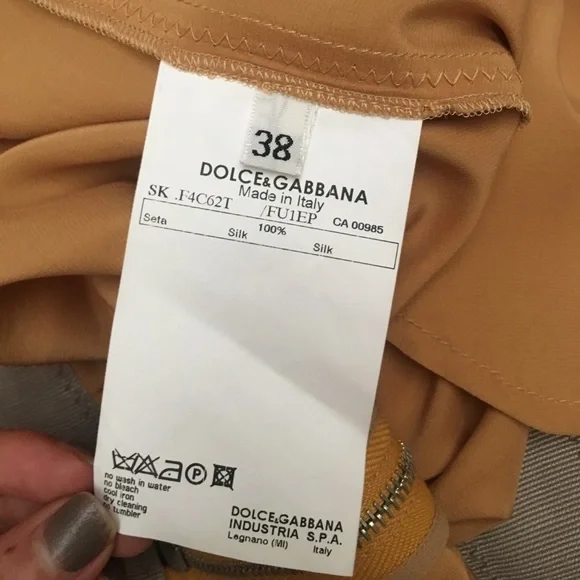 38
DOLCE&GABBANA
Made in Italy
SK .F4C62T /FU1EP CA 00985
Seta 100%
Silk Silk
P
no wash in water
no bleach
cool iron
dry cleaning
no tumbler
DOLCE&GABBANA
INDUSTRIA S.P.A.
Legnano (MI) Italy